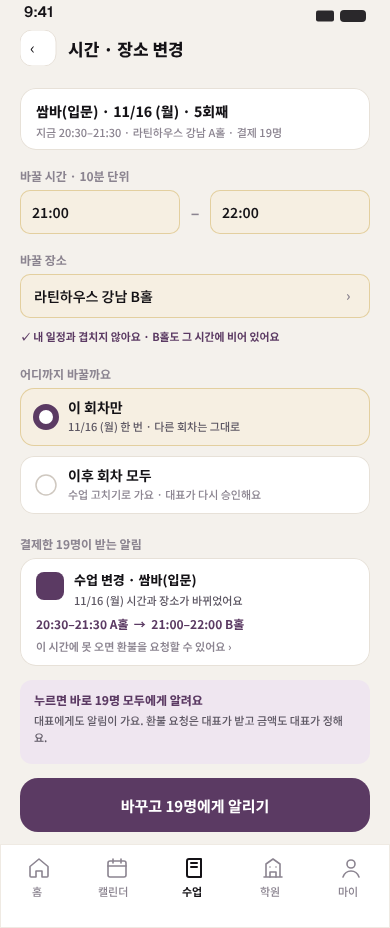 9:41
‹ 시간 · 장소 변경
쌈바(입문) · 11/16 (월) · 5회째
지금 20:30–21:30 · 라틴하우스 강남 A홀 · 결제 19명
바꿀 시간 · 10분 단위
21:00 – 22:00
바꿀 장소
라틴하우스 강남 B홀 ›
✓ 내 일정과 겹치지 않아요 · B홀도 그 시간에 비어 있어요
어디까지 바꿀까요
이 회차만
11/16 (월) 한 번 · 다른 회차는 그대로
이후 회차 모두
수업 고치기로 가요 · 대표가 다시 승인해요
결제한 19명이 받는 알림
수업 변경 · 쌈바(입문)
11/16 (월) 시간과 장소가 바뀌었어요
20:30–21:30 A홀 → 21:00–22:00 B홀
이 시간에 못 오면 환불을 요청할 수 있어요 ›
누르면 바로 19명 모두에게 알려요
대표에게도 알림이 가요. 환불 요청은 대표가 받고 금액도 대표가 정해
요.
바꾸고 19명에게 알리기
홈 캘린더 수업 학원 마이